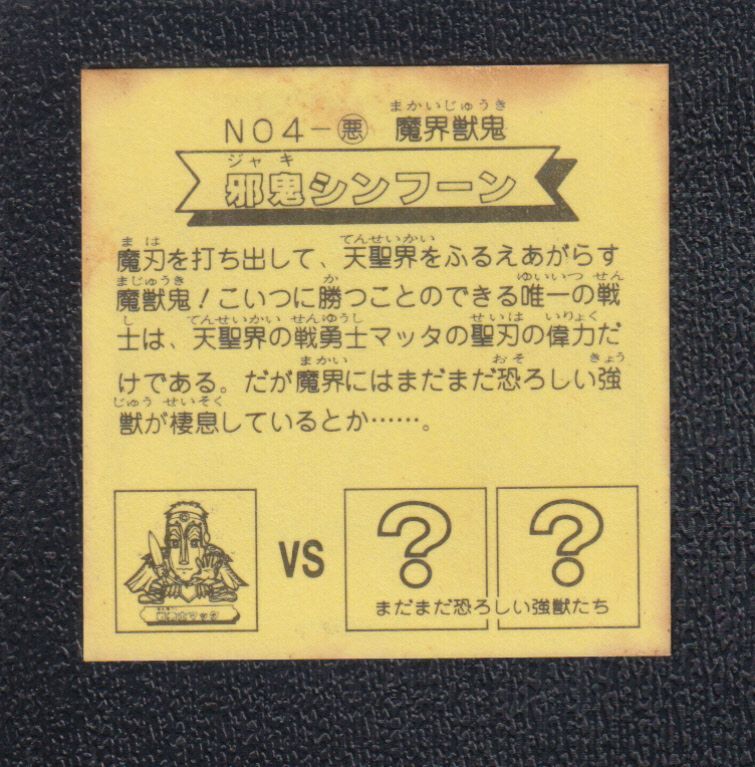 まかいじゅうき
NO4-㊝悪 魔界獣鬼
ジャキ
邪鬼シンフーン
まは てんせいかい
魔刃を打ち出して、天聖界をふるえあがらす
まじゅうき か ゆいいつ せん
魔獣鬼!こいつに勝つことのできる唯一の戦
し てんせいかい せんゆうし せいは いりょく
士は、天聖界の戦勇士マッタの聖刃の偉力だ
まかい おそ きょう
けである。だが魔界にはまだまだ恐ろしい強
じゅう せいそく
獣が棲息しているとか……。
VS
? ?
まだまだ恐ろしい強獣たち